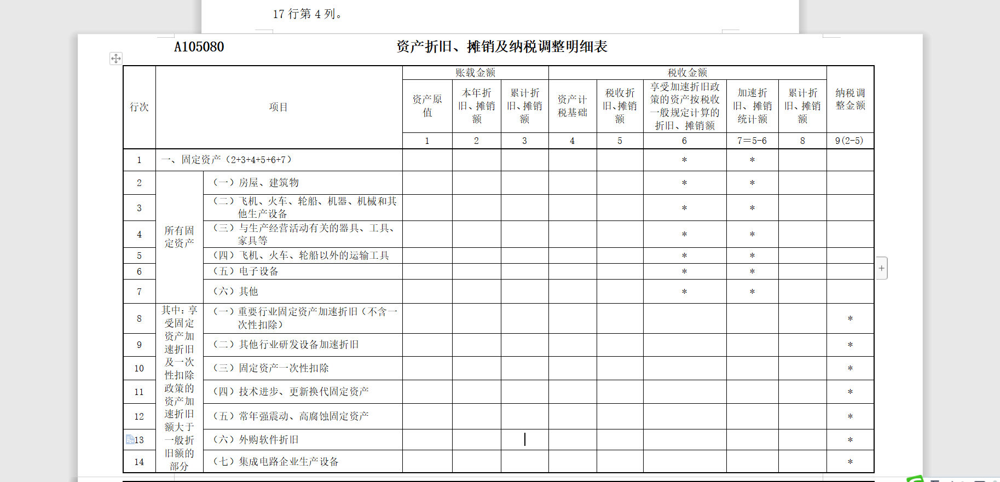 17 行第 4 列。
A105080 资产折旧、摊销及纳税调整明细表
行次 项目 账载金额 税收金额 纳税调整金额
资产原值 本年折旧、摊销额 累计折旧、摊销额 资产计税基础 税收折旧、摊销额 享受加速折旧政策的资产按税收一般规定计算的折旧、摊销额 加速折旧、摊销统计额 累计折旧、摊销额
1 2 3 4 5 6 7＝5-6 8 9(2-5)
1 一、固定资产（2+3+4+5+6+7） * *
所有固定资产
2 （一）房屋、建筑物 * *
3 （二）飞机、火车、轮船、机器、机械和其他生产设备 * *
4 （三）与生产经营活动有关的器具、工具、家具等 * *
5 （四）飞机、火车、轮船以外的运输工具 * *
6 （五）电子设备 * *
7 （六）其他 * *
其中：享受固定资产加速折旧及一次性扣除政策的资产加速折旧额大于一般折旧额的部分
8 （一）重要行业固定资产加速折旧（不含一次性扣除） *
9 （二）其他行业研发设备加速折旧 *
10 （三）固定资产一次性扣除 *
11 （四）技术进步、更新换代固定资产 *
12 （五）常年强震动、高腐蚀固定资产 *
13 （六）外购软件折旧 *
14 （七）集成电路企业生产设备 *